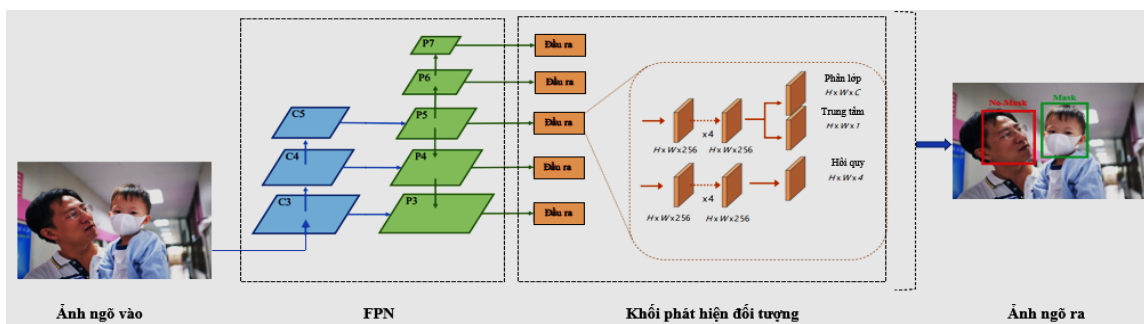 P7
Đầu ra
P6
Đầu ra
C5
P5
Đầu ra
C4
P4
Đầu ra
C3
P3
Đầu ra
Phân lớp
H×W×C
Trung tâm
H×W×1
x4
H×W×256
H×W×256
Hồi quy
H×W×4
x4
H×W×256
H×W×256
No-Mask
Mask
Ảnh ngõ vào
FPN
Khối phát hiện đối tượng
Ảnh ngõ ra